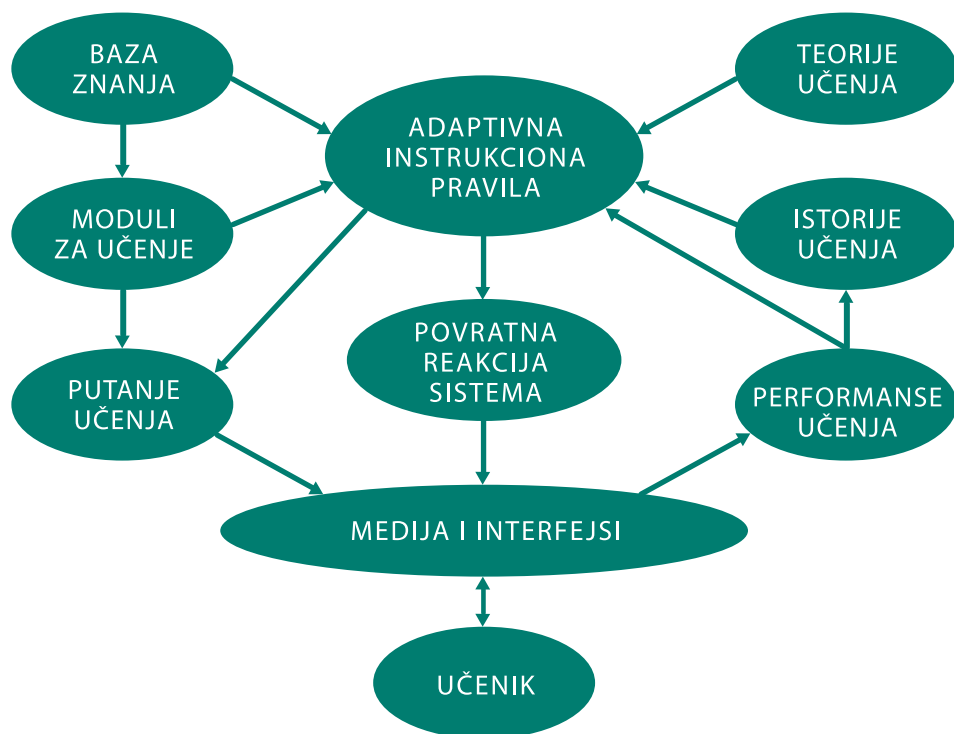 BAZA
ZNANJA
TEORIJE
UČENJA
ADAPTIVNA
INSTRUKCIONA
PRAVILA
MODULI
ZA UČENJE
ISTORIJE
UČENJA
POVRATNA
REAKCIJA
SISTEMA
PUTANJE
UČENJA
PERFORMANSE
UČENJA
MEDIJA I INTERFEJSI
UČENIK